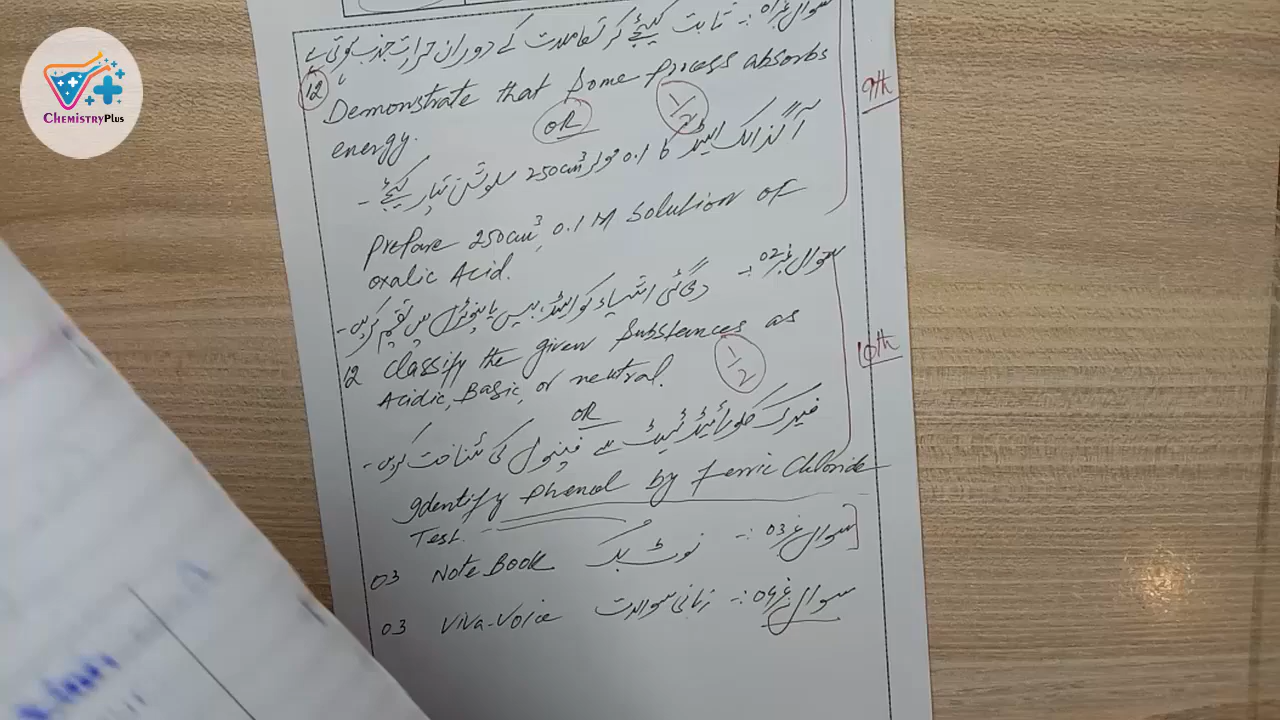 ChemistryPlus
سوال نمبر 01 :- ثابت کیجئے کہ تعاملات کے دوران حرارت جذب ہوتی ہے
12 Demonstrate that some process absorbs
energy.
1/2
9th
OR
آگزالک ایسڈ کا 0.1 مولر 250cm³ سلوشن تیار کیجئے -
Prepare 250cm³, 0.1 M solution of
oxalic Acid.
سوال نمبر 02 :-
دی گئی اشیاء کو ایسڈ، بیس یا نیوٹرل میں تقسیم کریں -
12 Classify the given Substances as
Acidic, Basic, or neutral.
1/2
10th
OR
فیرک کلورائیڈ ٹیسٹ سے فینول کی شناخت کریں -
Identify Phenol by Ferric Chloride
Test.
سوال نمبر 03 :- نوٹ بک Note Book 03
سوال نمبر 04 :- زبانی سوالات Viva-Voice 03